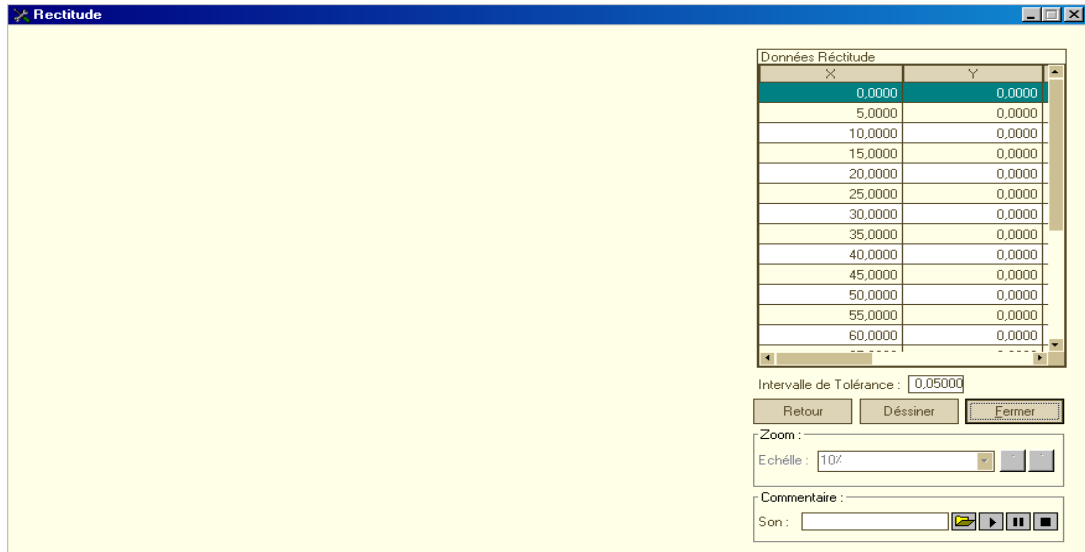 Rectitude
Données Réctitude
X Y
0,0000 0,0000
5,0000 0,0000
10,0000 0,0000
15,0000 0,0000
20,0000 0,0000
25,0000 0,0000
30,0000 0,0000
35,0000 0,0000
40,0000 0,0000
45,0000 0,0000
50,0000 0,0000
55,0000 0,0000
60,0000 0,0000
Intervalle de Tolérance : 0,05000
Retour Déssiner Fermer
Zoom :
Echélle : 10%
Commentaire :
Son :